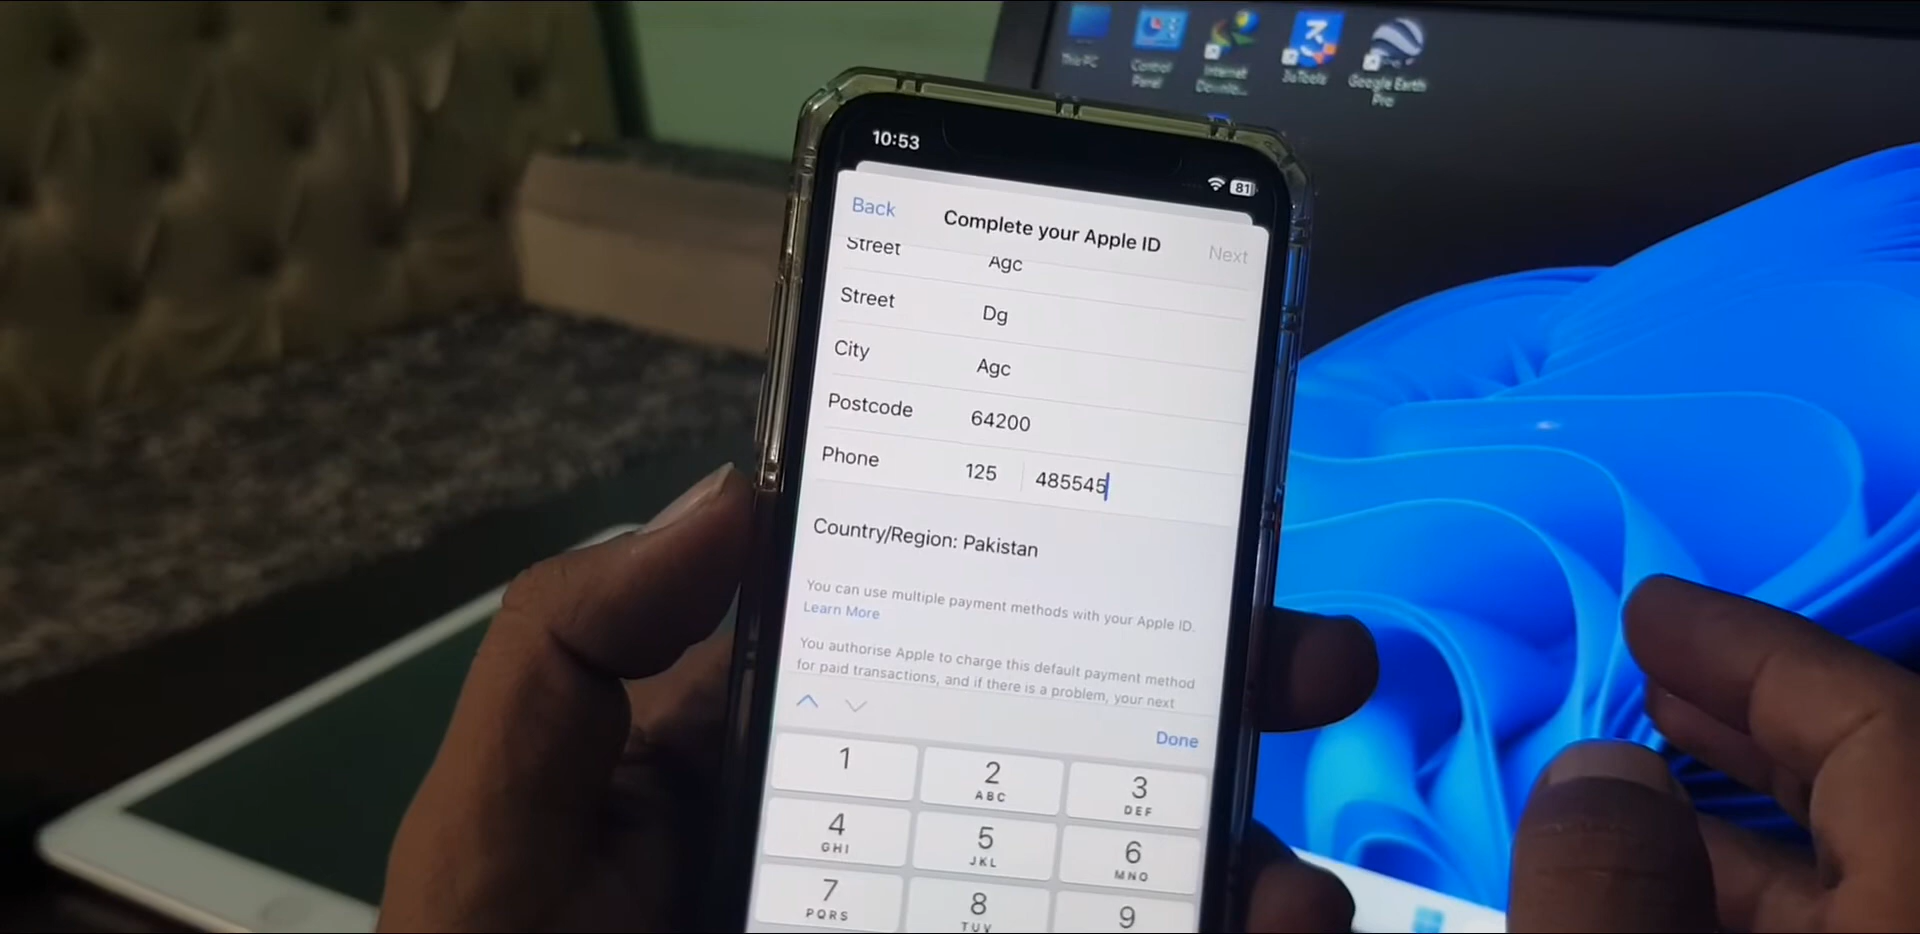 This PC
Control
Panel
Internet
Downlo...
3uTools
Google Earth
Pro
10:53
81
Back
Complete your Apple ID
Next
Street Agc
Street Dg
City Agc
Postcode 64200
Phone 125 485545
Country/Region: Pakistan
You can use multiple payment methods with your Apple ID.
Learn More
You authorise Apple to charge this default payment method
for paid transactions, and if there is a problem, your next
Done
1
2
ABC
3
DEF
4
GHI
5
JKL
6
MNO
7
PQRS
8
TUV
9